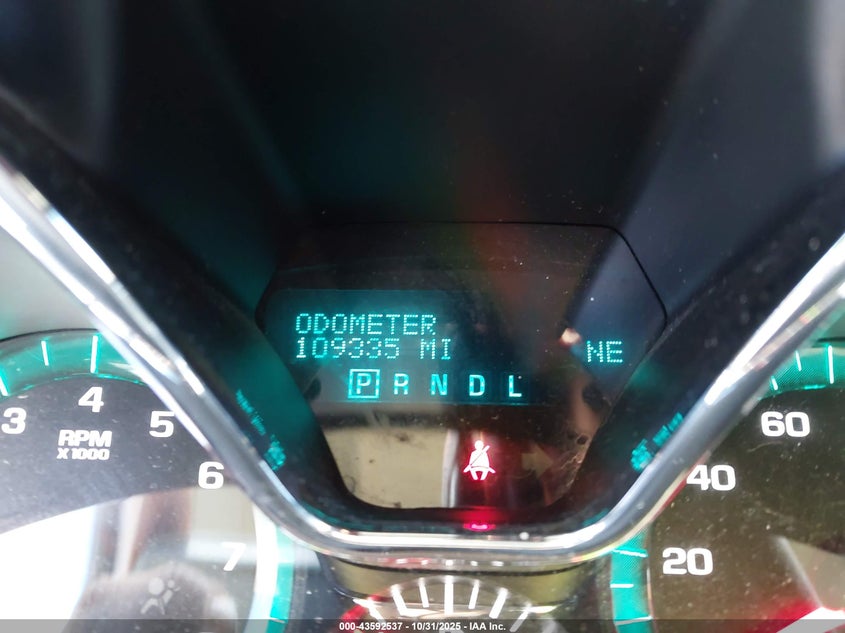 ODOMETER
109335 MI NE
P R N D L
3 4 5 6 7
RPM
X1000
60
40
20
000-43592537 - 10/31/2025 - IAA Inc.